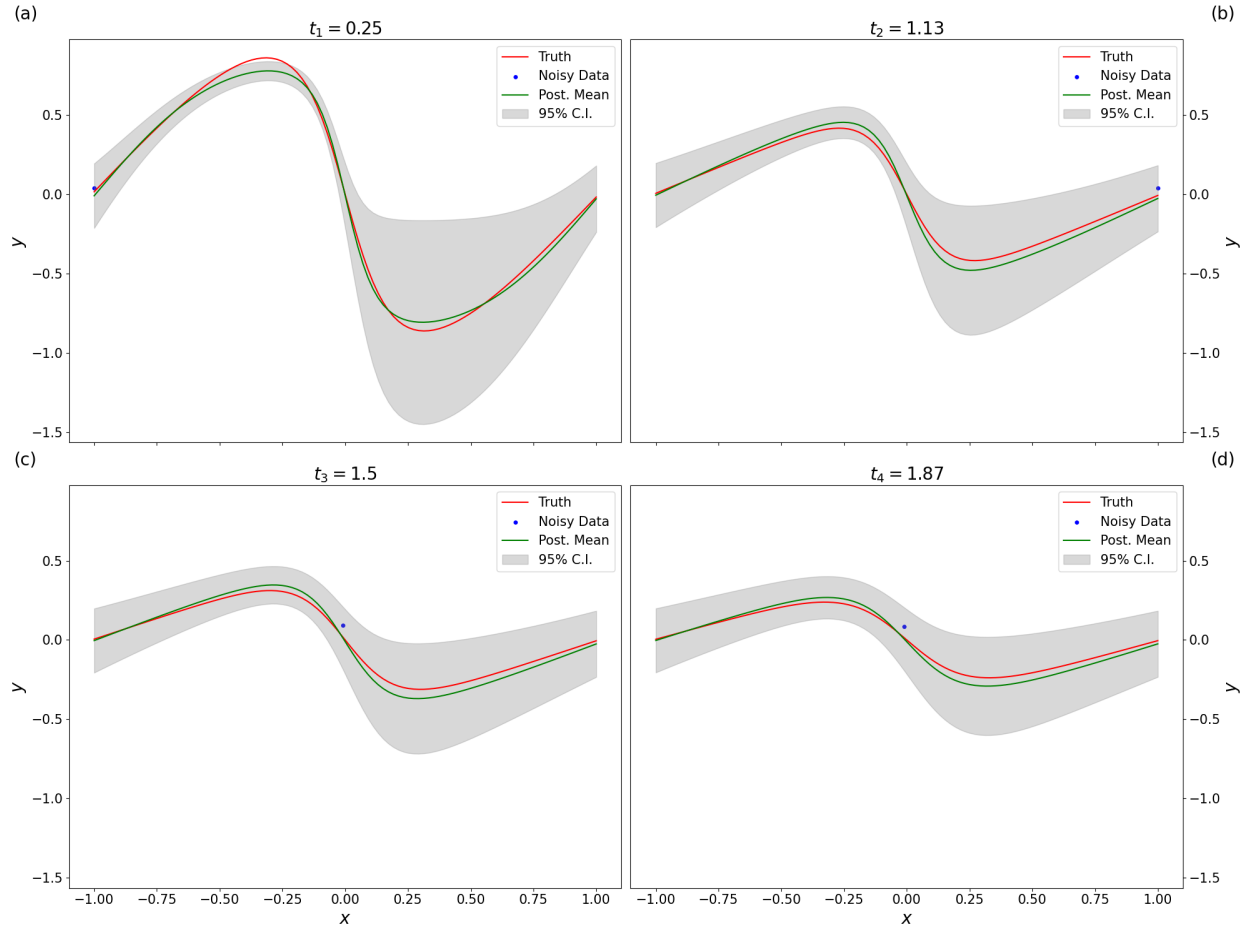 (a)
t₁ = 0.25
Truth
Noisy Data
Post. Mean
95% C.I.
0.5
0.0
−0.5
−1.0
−1.5
y
(b)
t₂ = 1.13
Truth
Noisy Data
Post. Mean
95% C.I.
0.5
0.0
−0.5
−1.0
−1.5
y
(c)
t₃ = 1.5
Truth
Noisy Data
Post. Mean
95% C.I.
0.5
0.0
−0.5
−1.0
−1.5
y
−1.00 −0.75 −0.50 −0.25 0.00 0.25 0.50 0.75 1.00
x
(d)
t₄ = 1.87
Truth
Noisy Data
Post. Mean
95% C.I.
0.5
0.0
−0.5
−1.0
−1.5
y
−1.00 −0.75 −0.50 −0.25 0.00 0.25 0.50 0.75 1.00
x